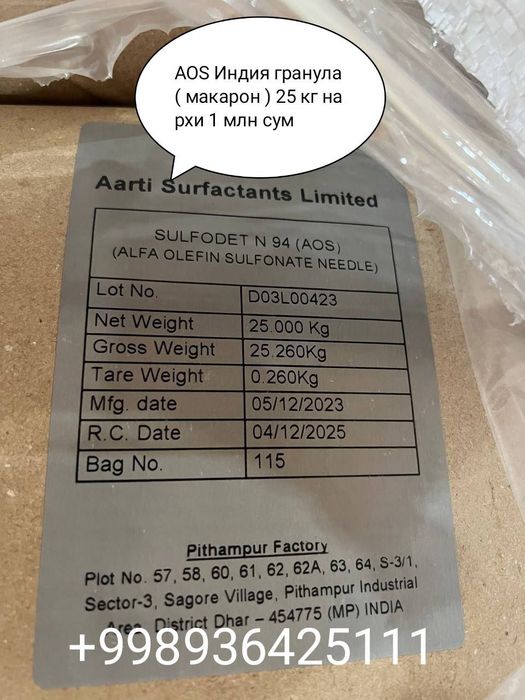 AOS Индия гранула
( макарон ) 25 кг на
рхи 1 млн сум
Aarti Surfactants Limited
SULFODET N 94 (AOS)
(ALFA OLEFIN SULFONATE NEEDLE)
Lot No. D03L00423
Net Weight 25.000 Kg
Gross Weight 25.260Kg
Tare Weight 0.260Kg
Mfg. date 05/12/2023
R.C. Date 04/12/2025
Bag No. 115
Pithampur Factory
Plot No. 57, 58, 60, 61, 62, 62A, 63, 64, S-3/1,
Sector-3, Sagore Village, Pithampur Industrial
Area, District Dhar – 454775 (MP) INDIA
+998936425111